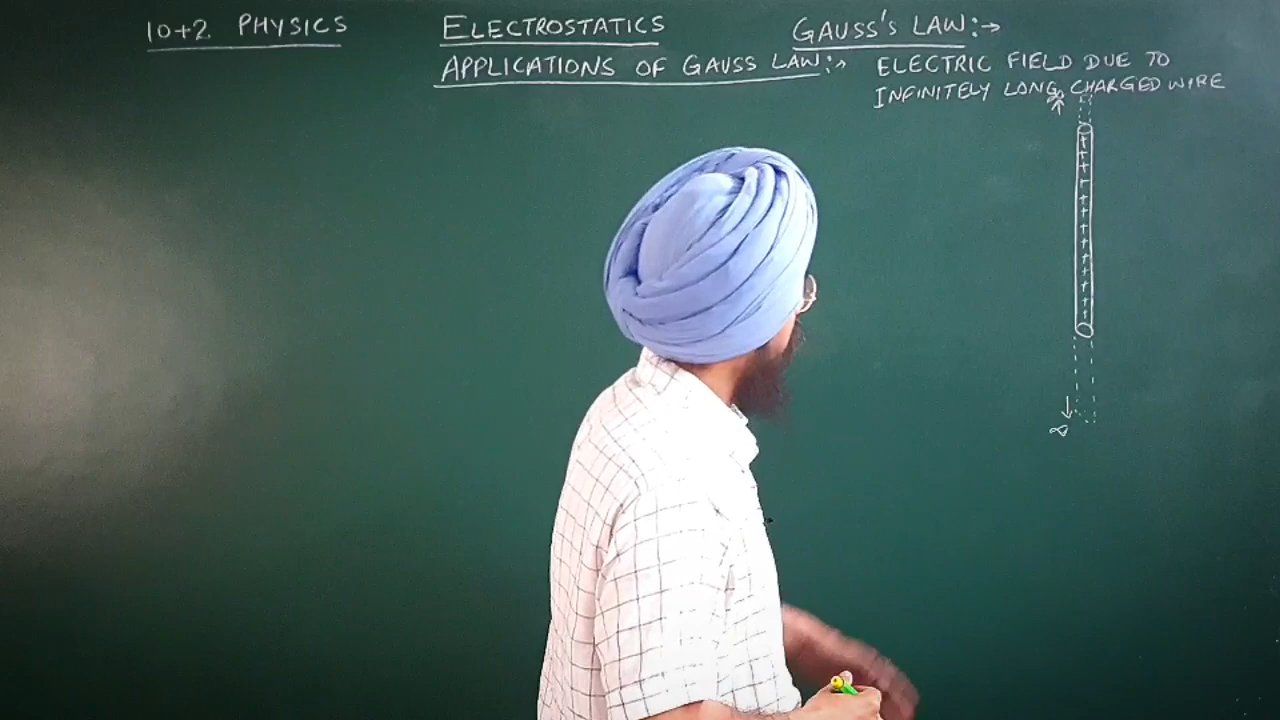 10+2 PHYSICS
ELECTROSTATICS
GAUSS'S LAW:→
APPLICATIONS OF GAUSS LAW:→
ELECTRIC FIELD DUE TO
INFINITELY LONG CHARGED WIRE
∞
+ + + + + + + + + + + + +
∞